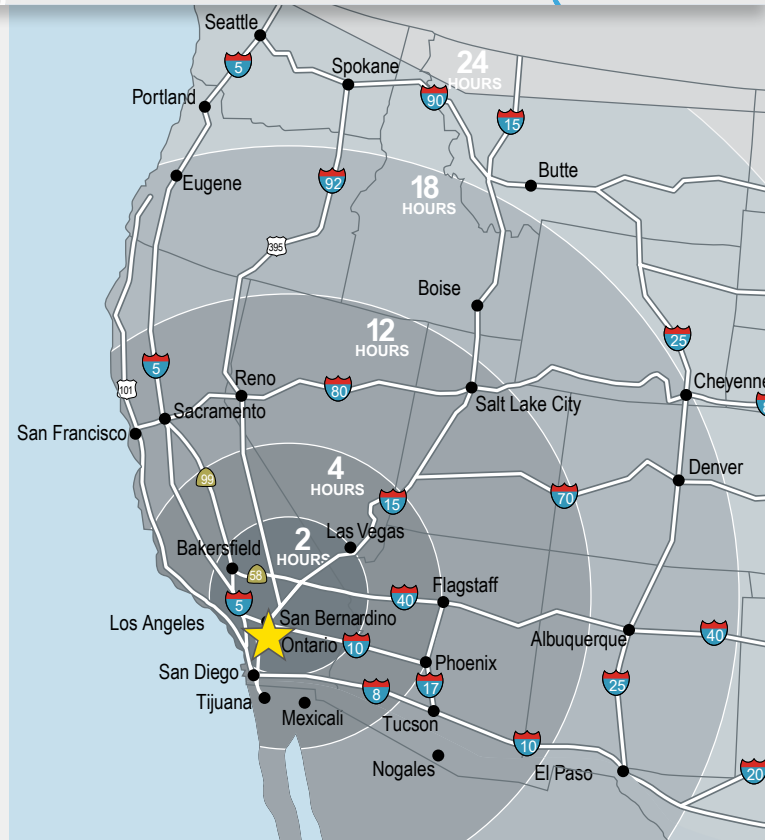 Seattle
24
HOURS
5
Spokane
90
Portland
15
Butte
92
Eugene
18
HOURS
395
Boise
12
HOURS
25
5
Reno
80
101
Cheyenne
Sacramento
Salt Lake City
San Francisco
4
HOURS
Denver
99
15
70
Las Vegas
2
HOURS
Bakersfield
58
Flagstaff
5
40
Los Angeles
San Bernardino
Albuquerque
40
Ontario
10
Phoenix
San Diego
17
25
8
Tijuana
Mexicali
Tucson
10
Nogales
El Paso
20